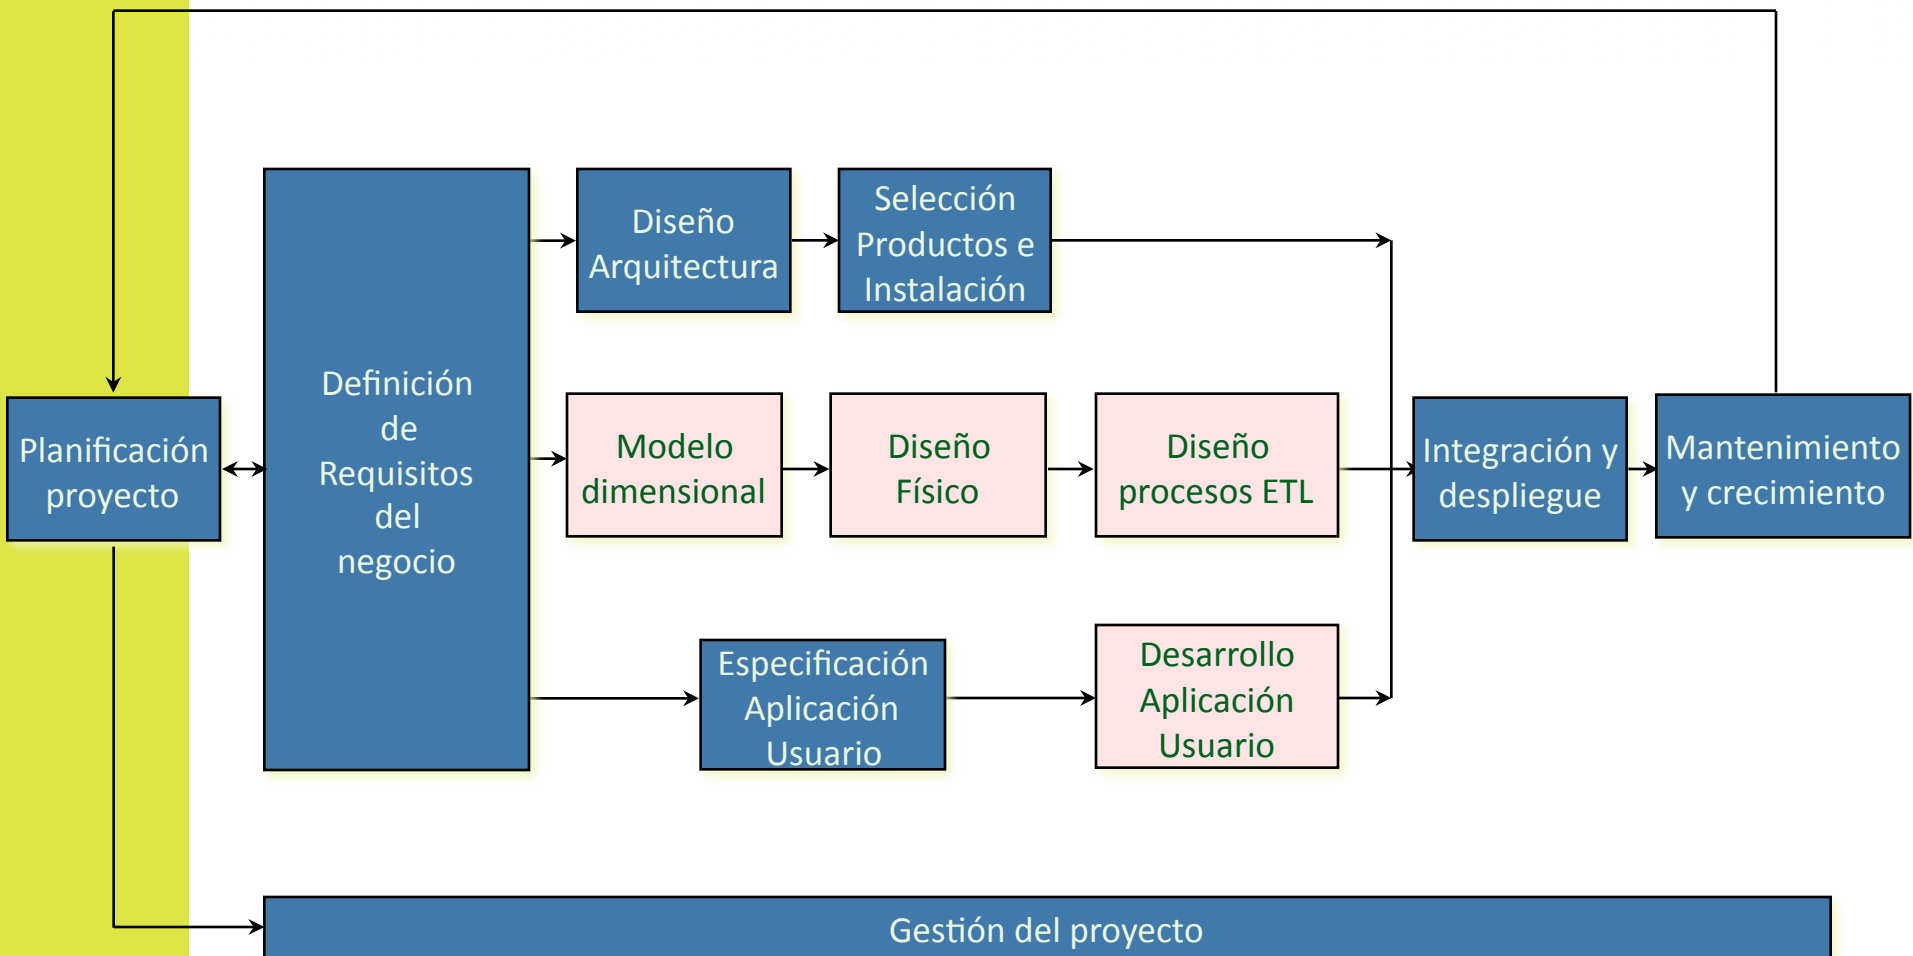 Diseño
Arquitectura
Selección
Productos e
Instalación
Planificación
proyecto
Definición
de
Requisitos
del
negocio
Modelo
dimensional
Diseño
Físico
Diseño
procesos ETL
Integración y
despliegue
Mantenimiento
y crecimiento
Especificación
Aplicación
Usuario
Desarrollo
Aplicación
Usuario
Gestión del proyecto